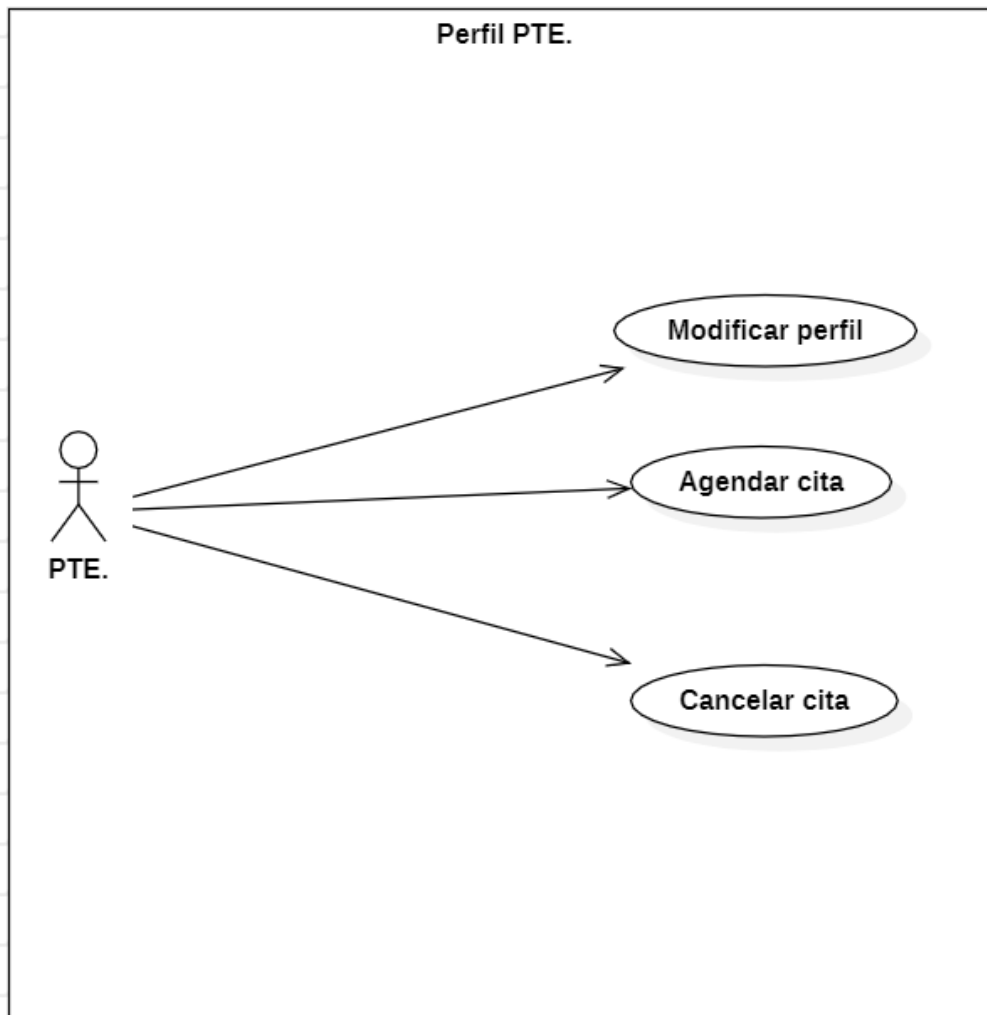 Perfil PTE.
Modificar perfil
Agendar cita
PTE.
Cancelar cita